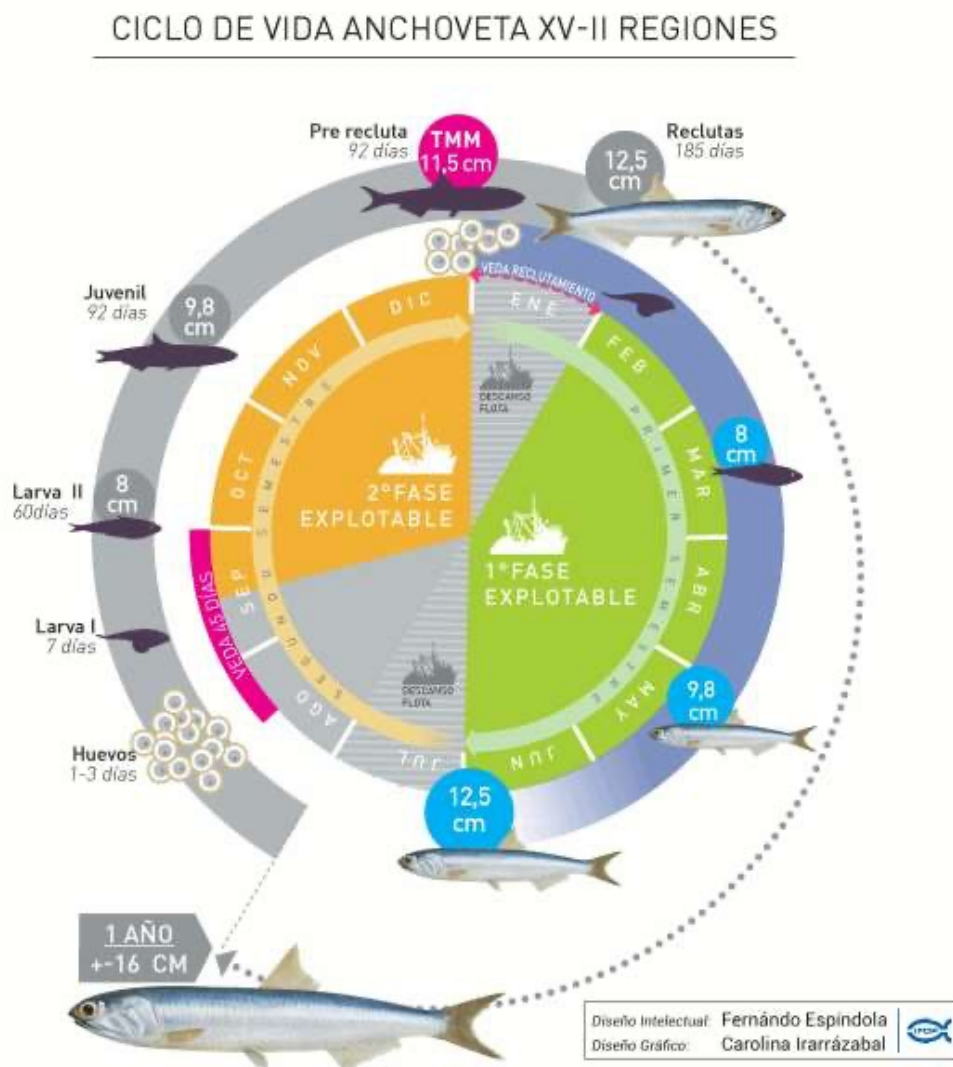 CICLO DE VIDA ANCHOVETA XV-II REGIONES
Pre recluta
92 días
TMM
11,5 cm
12,5
cm
Reclutas
185 días
Juvenil
92 días
9,8
cm
VEDA RECLUTAMIENTO
DIC
ENE
NOV
FEB
DESCANSO
FLOTA
OCT
MAR
8
cm
Larva II
60días
8
cm
2°FASE
EXPLOTABLE
1°FASE
EXPLOTABLE
SEGUNDO SEMESTRE
PRIMER SEMESTRE
SEP
ABR
VEDA 45 DÍAS
Larva I
7 días
DESCANSO
FLOTA
AGO
MAY
9,8
cm
JUL
JUN
Huevos
1-3 días
12,5
cm
1 AÑO
+-16 CM
Diseño Intelectual: Fernándo Espíndola
Diseño Gráfico: Carolina Irarrázabal
IFOP